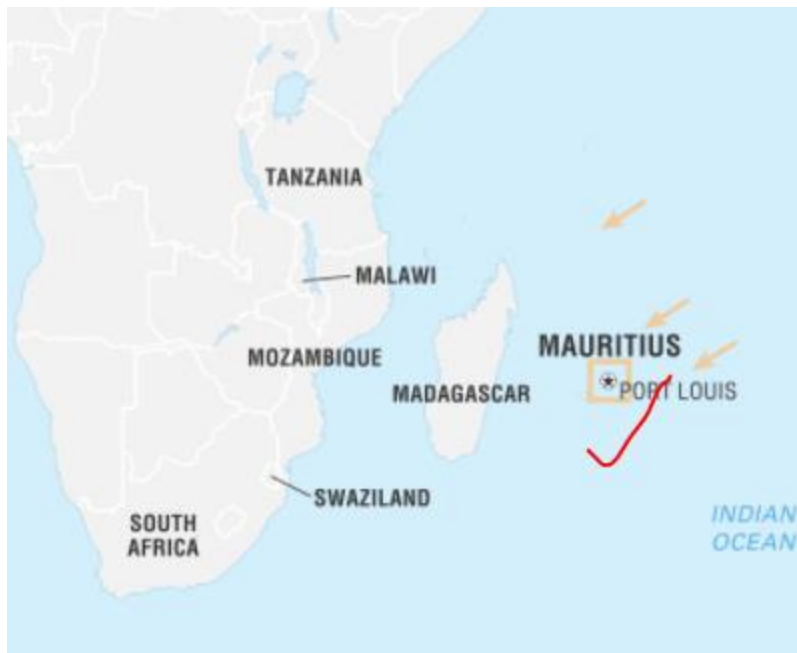 TANZANIA
MALAWI
MAURITIUS
MOZAMBIQUE
MADAGASCAR
PORT LOUIS
SWAZILAND
SOUTH
AFRICA
INDIAN
OCEAN